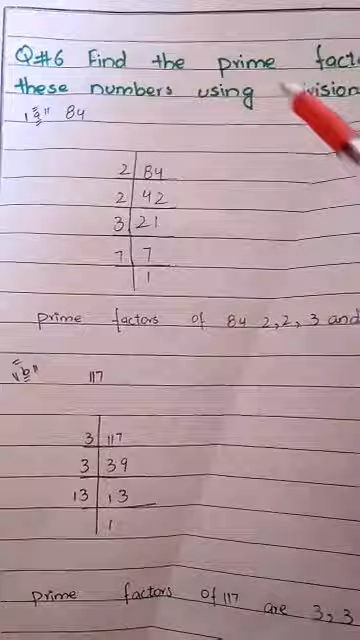 Q#6 Find the prime fact
these numbers using ivision
"a" 84
2 84
2 42
3 21
7 7
1
prime factors of 84 2, 2, 3 and
"b" 117
3 117
3 39
13 13
1
prime factors of 117 are 3, 3